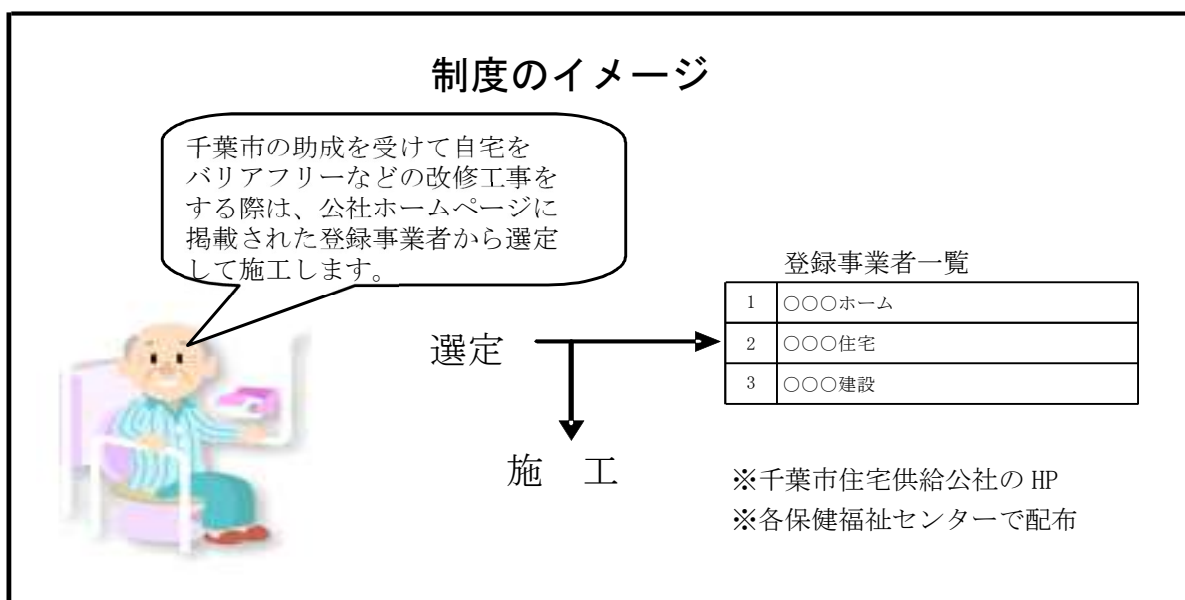 制度のイメージ
千葉市の助成を受けて自宅を
バリアフリーなどの改修工事を
する際は、公社ホームページに
掲載された登録事業者から選定
して施工します。
登録事業者一覧
1 ○○○ホーム
2 ○○○住宅
3 ○○○建設
選定
施 工
※千葉市住宅供給公社の HP
※各保健福祉センターで配布